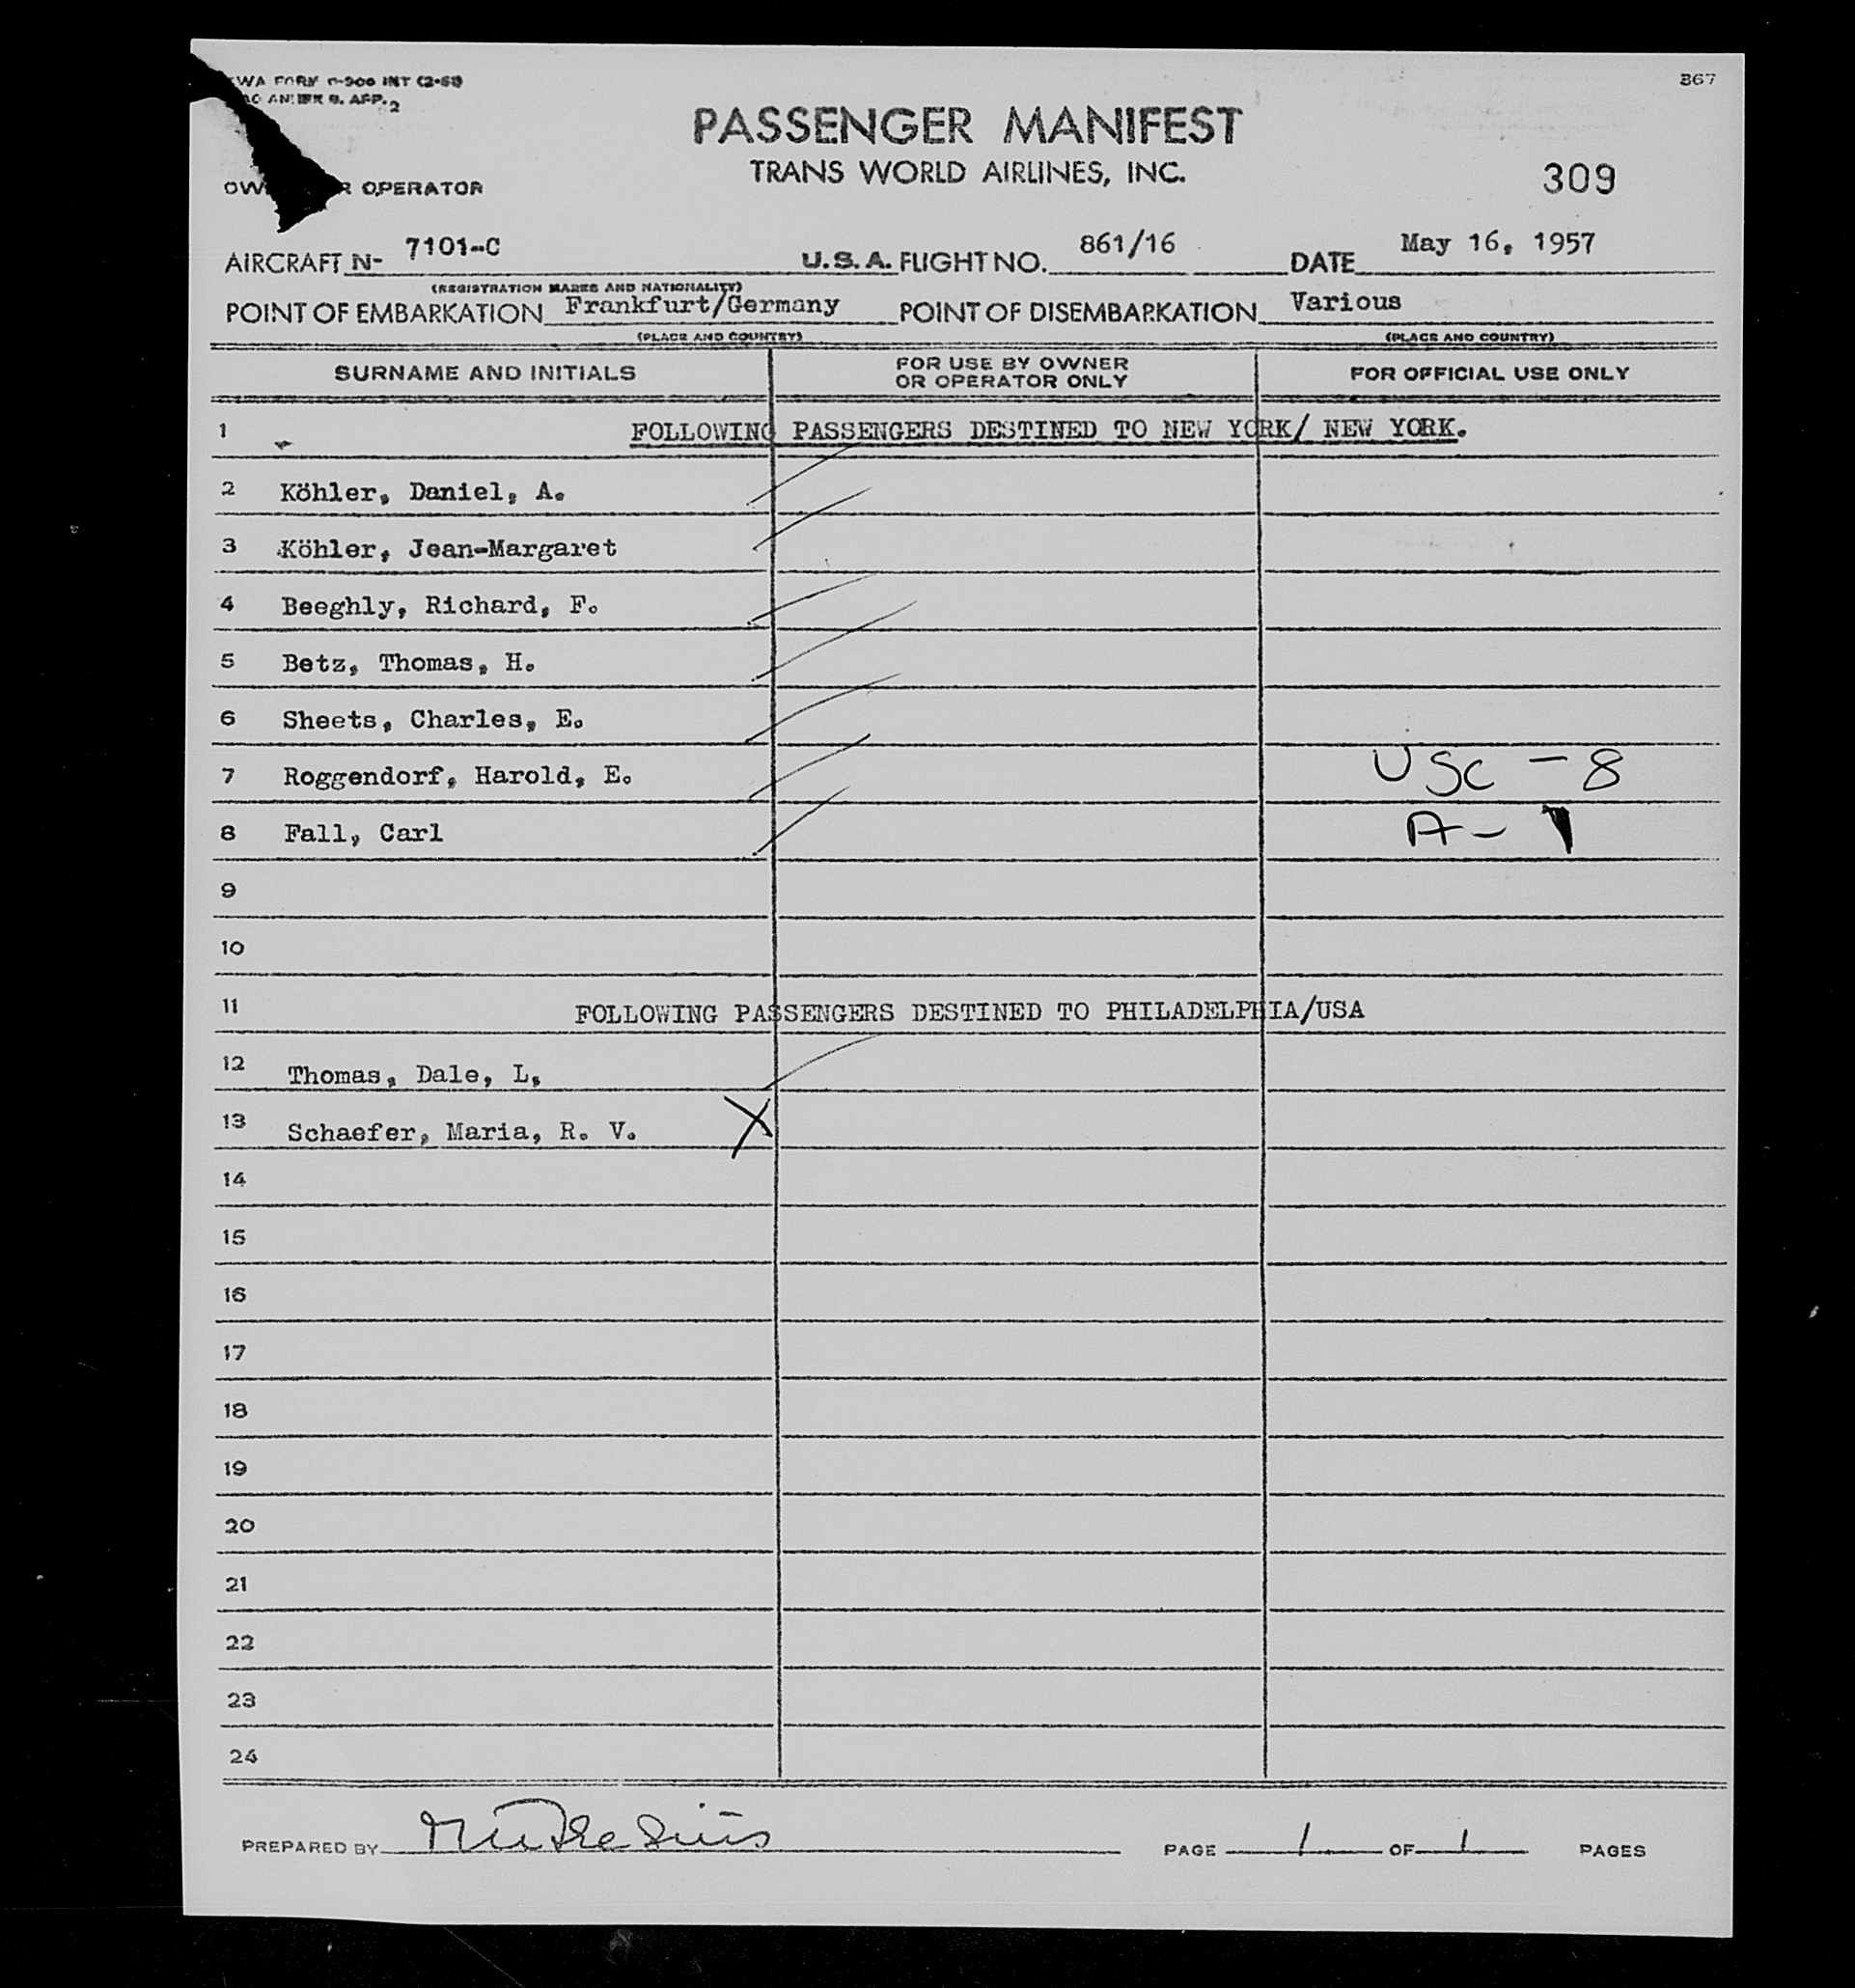 WA FORM INT
867
PASSENGER MANIFEST
TRANS WORLD AIRLINES, INC.
309
OPERATOR
AIRCRAFT N- 7101-C U.S.A. FLIGHT NO. 861/16 DATE May 16, 1957
(REGISTRATION MARKS AND NATIONALITY)
POINT OF EMBARKATION Frankfurt/Germany POINT OF DISEMBARKATION Various
(PLACE AND COUNTRY) (PLACE AND COUNTRY)
SURNAME AND INITIALS FOR USE BY OWNER OR OPERATOR ONLY FOR OFFICIAL USE ONLY
1 FOLLOWING PASSENGERS DESTINED TO NEW YORK/ NEW YORK.
2 Köhler, Daniel, A.
3 Köhler, Jean-Margaret
4 Beeghly, Richard, F.
5 Betz, Thomas, H.
6 Sheets, Charles, E.
7 Roggendorf, Harold, E. USC - 8
8 Fall, Carl A - 1
9
10
11 FOLLOWING PASSENGERS DESTINED TO PHILADELPHIA/USA
12 Thomas, Dale, L,
13 Schaefer, Maria, R. V. X
14
15
16
17
18
19
20
21
22
23
24
PREPARED BY PAGE 1 OF 1 PAGES